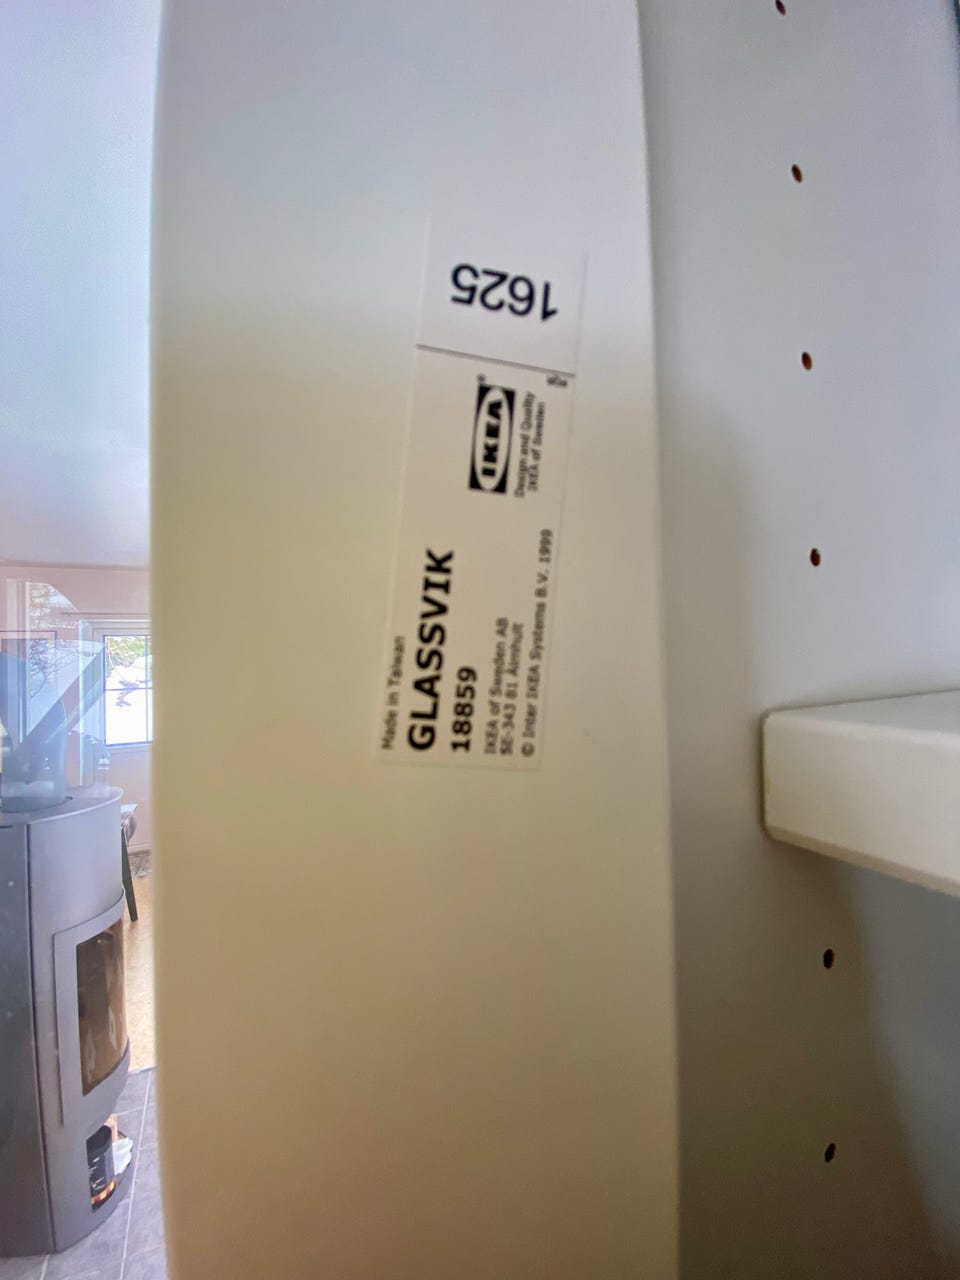 1625
IKEA®
Design and Quality
IKEA of Sweden
Made in Taiwan
GLASSVIK
18859
IKEA of Sweden AB
SE-343 81 Älmhult
© Inter IKEA Systems B.V. 1999